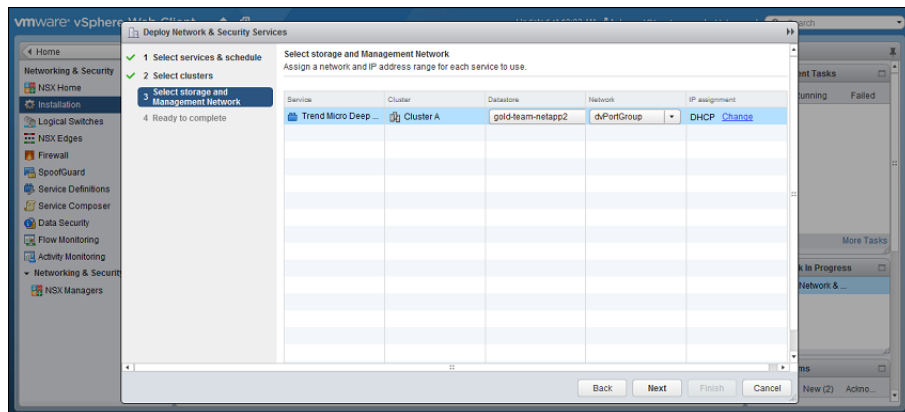 vmware® vSphere Web Client
Search
Deploy Network & Security Services
Home
Networking & Security
NSX Home
Installation
Logical Switches
NSX Edges
Firewall
SpoofGuard
Service Definitions
Service Composer
Data Security
Flow Monitoring
Activity Monitoring
Networking & Security
NSX Managers
1 Select services & schedule
2 Select clusters
3 Select storage and
Management Network
4 Ready to complete
Select storage and Management Network
Assign a network and IP address range for each service to use.
Service Cluster Datastore Network IP assignment
Trend Micro Deep ... Cluster A gold-team-netapp2 dvPortGroup DHCP Change
Back Next Finish Cancel
Tasks
Failed
More Tasks
In Progress
Network & ...
New (2) Ackno...